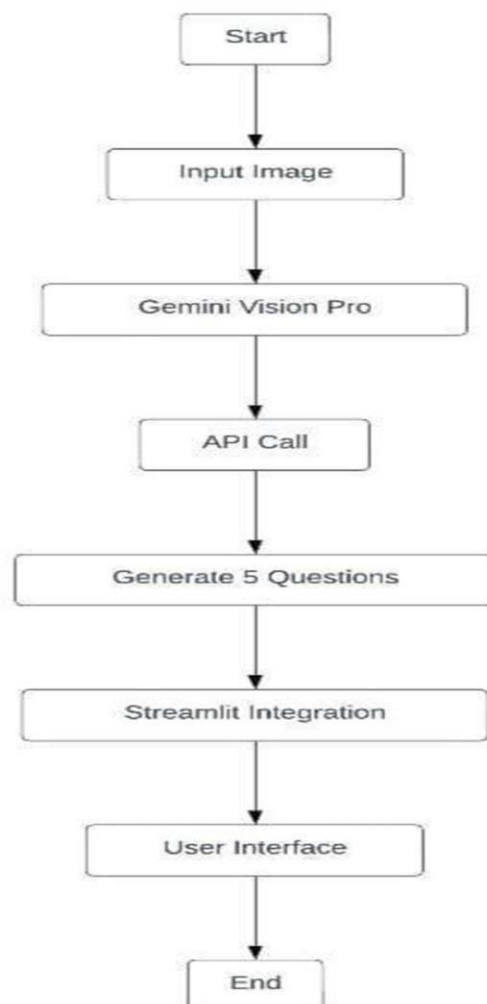 Start
Input Image
Gemini Vision Pro
API Call
Generate 5 Questions
Streamlit Integration
User Interface
End